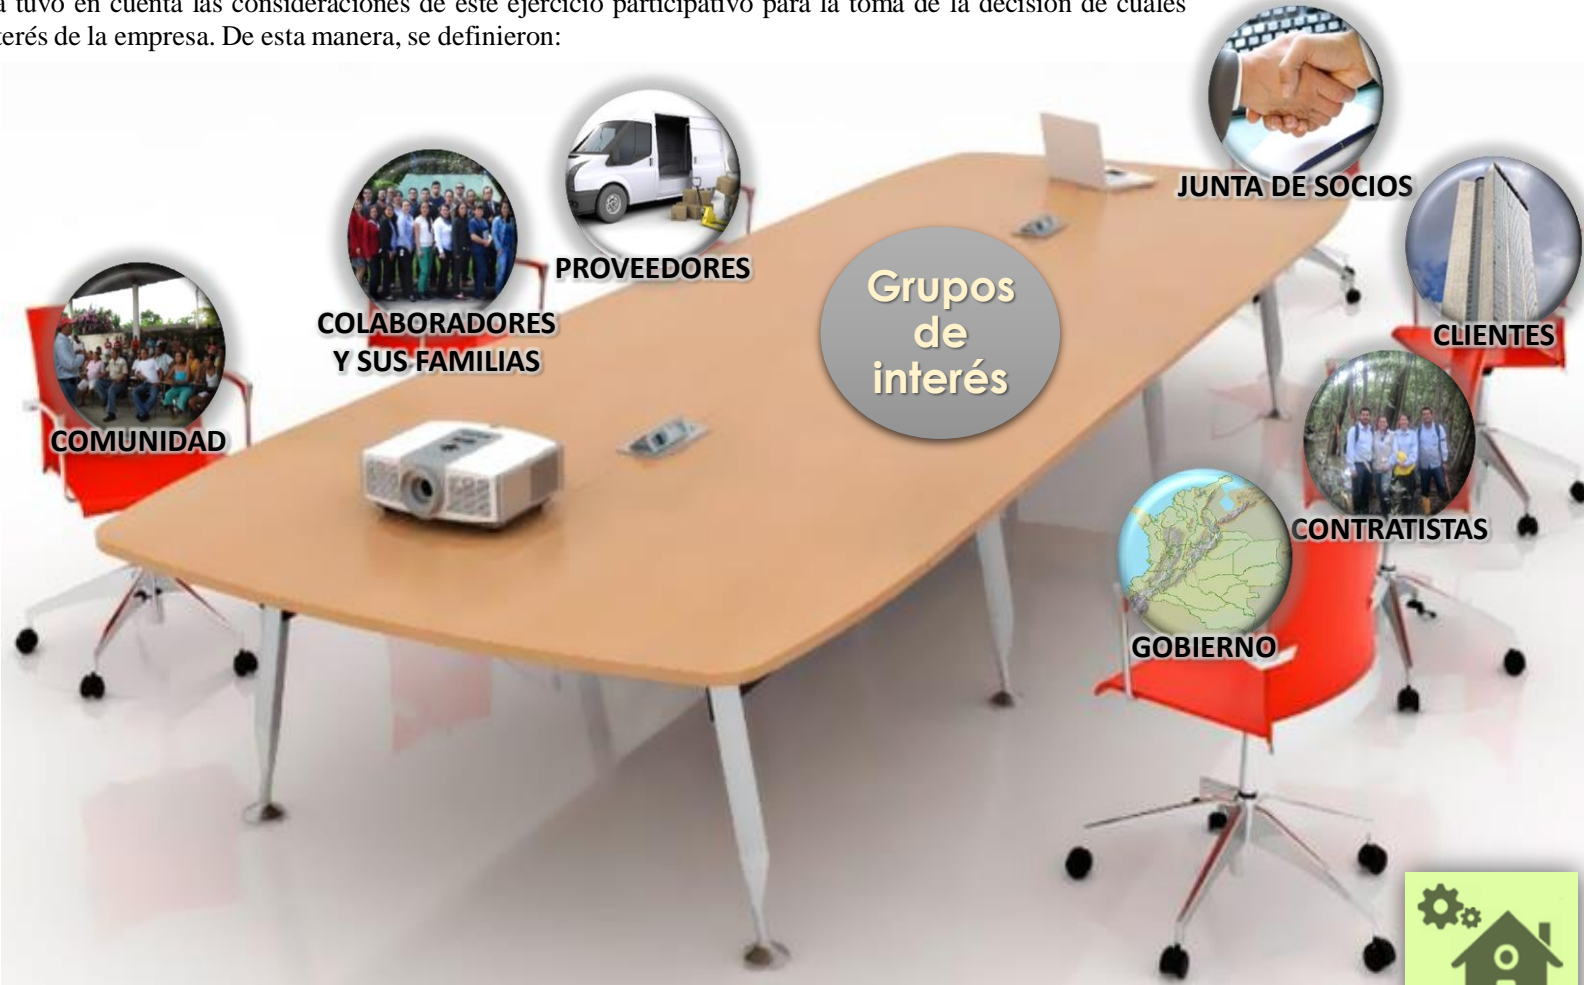 a tuvo en cuenta las consideraciones de este ejercicio participativo para la toma de la decisión de cuáles
terés de la empresa. De esta manera, se definieron:
JUNTA DE SOCIOS
PROVEEDORES
COLABORADORES
Y SUS FAMILIAS
Grupos
de
interés
CLIENTES
COMUNIDAD
CONTRATISTAS
GOBIERNO